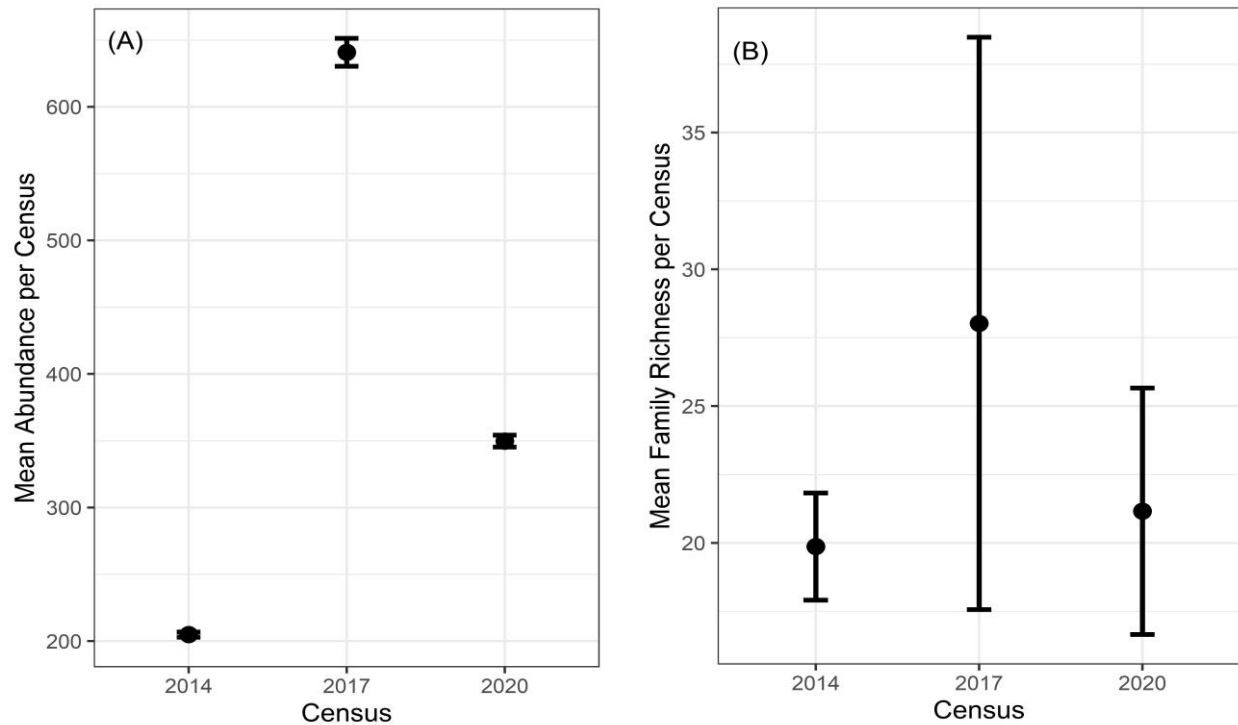 (A)
Mean Abundance per Census
600
500
400
300
200
2014 2017 2020
Census
(B)
Mean Family Richness per Census
35
30
25
20
2014 2017 2020
Census